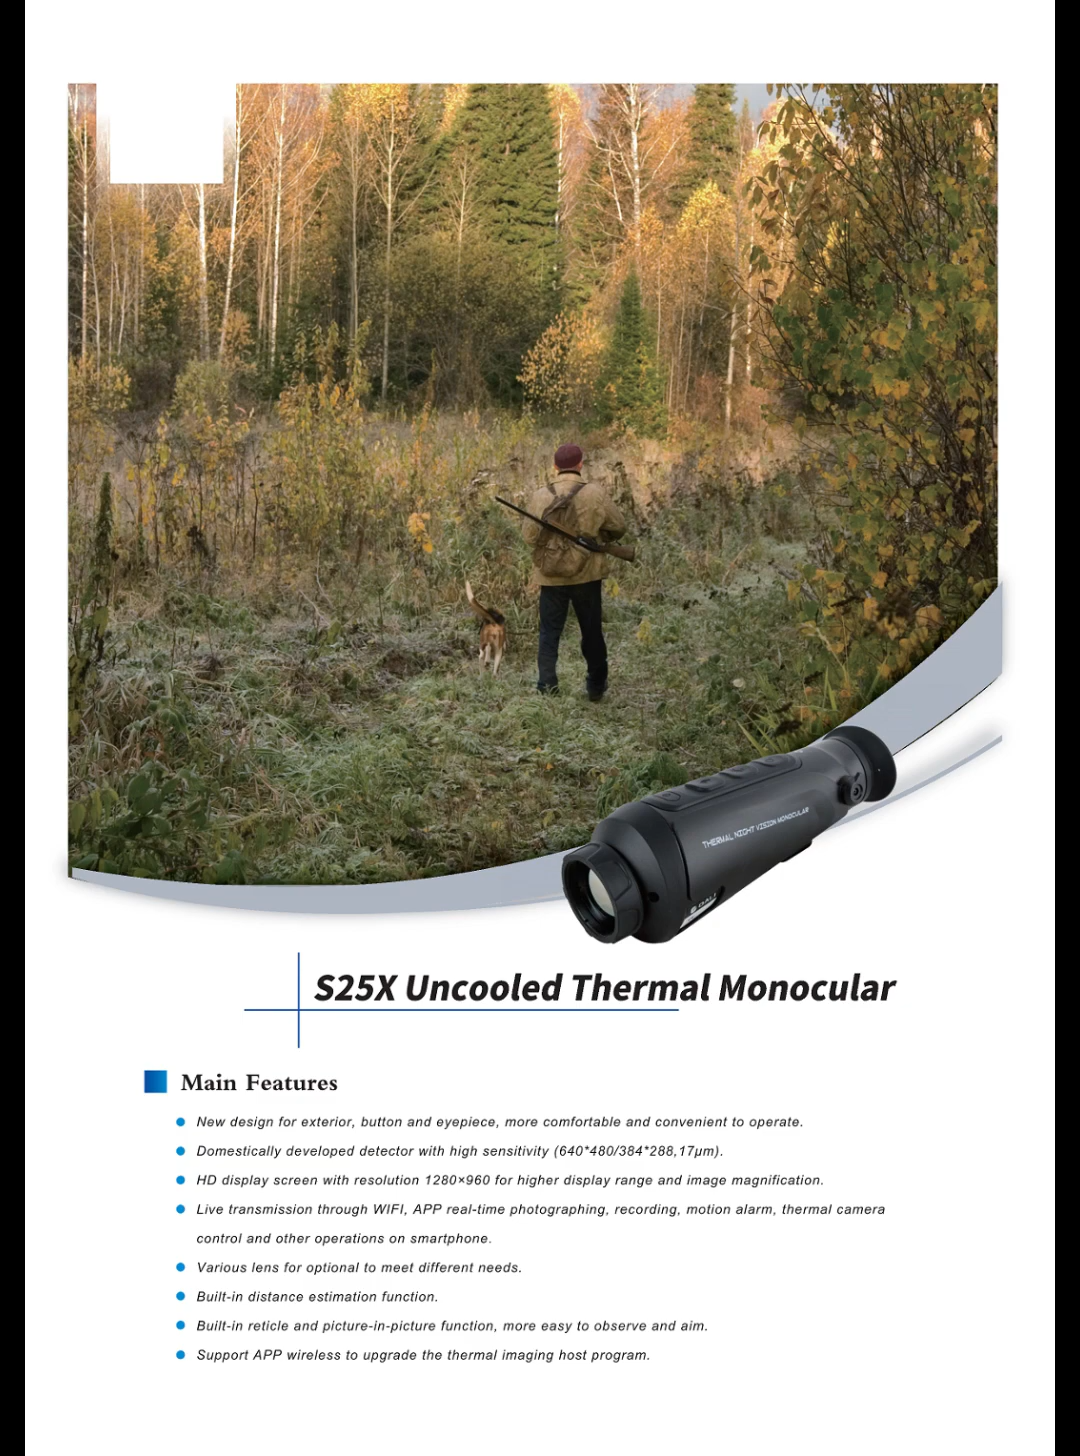 THERMAL NIGHT VISION MONOCULAR
DALI
S25X Uncooled Thermal Monocular
Main Features
New design for exterior, button and eyepiece, more comfortable and convenient to operate.
Domestically developed detector with high sensitivity (640*480/384*288,17μm).
HD display screen with resolution 1280×960 for higher display range and image magnification.
Live transmission through WIFI, APP real-time photographing, recording, motion alarm, thermal camera
control and other operations on smartphone.
Various lens for optional to meet different needs.
Built-in distance estimation function.
Built-in reticle and picture-in-picture function, more easy to observe and aim.
Support APP wireless to upgrade the thermal imaging host program.